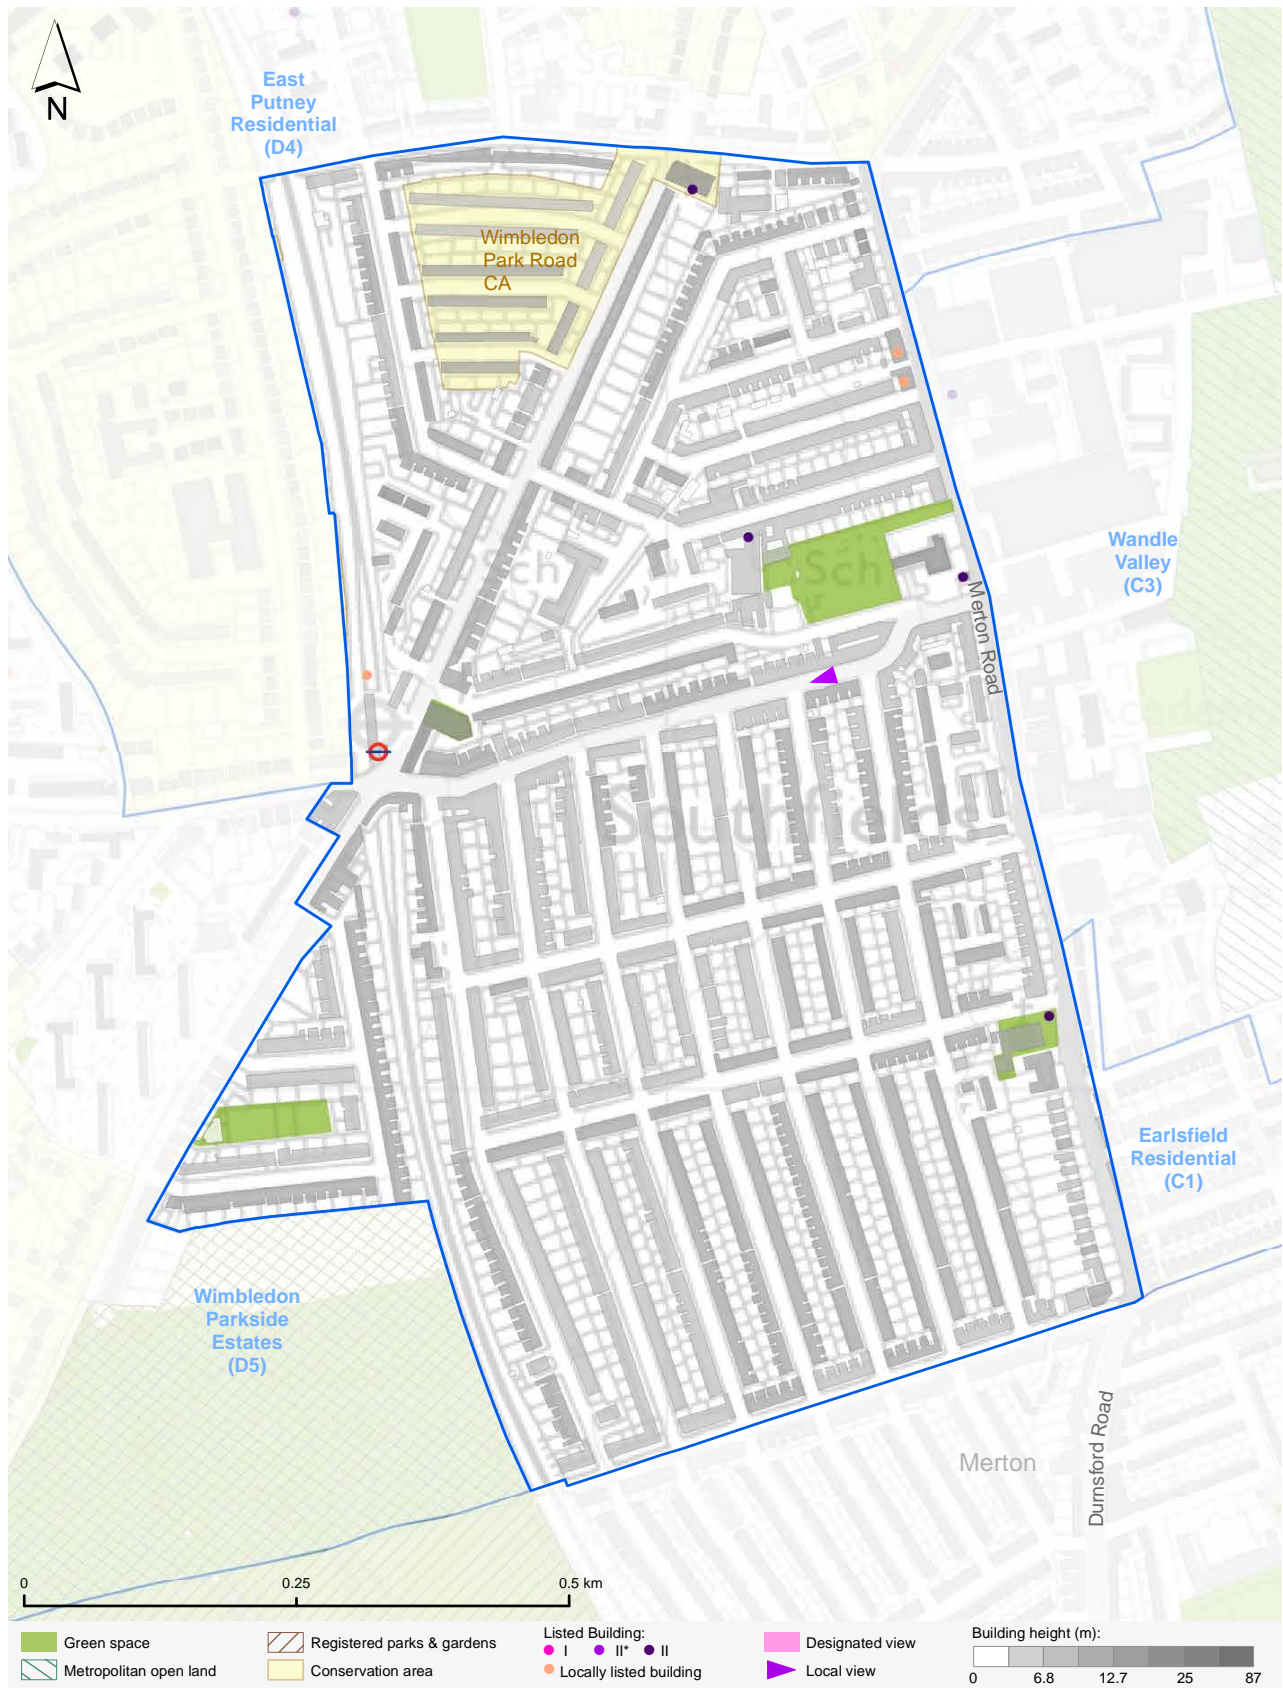 N
East
Putney
Residential
(D4)
Wimbledon
Park Road
CA
Sch
Sch
Wandle
Valley
(C3)
Merton Road
Southfields
Earlsfield
Residential
(C1)
Wimbledon
Parkside
Estates
(D5)
Merton
Durnsford Road
0 0.25 0.5 km
Green space
Metropolitan open land
Registered parks & gardens
Conservation area
Listed Building:
I II* II
Locally listed building
Designated view
Local view
Building height (m):
0 6.8 12.7 25 87